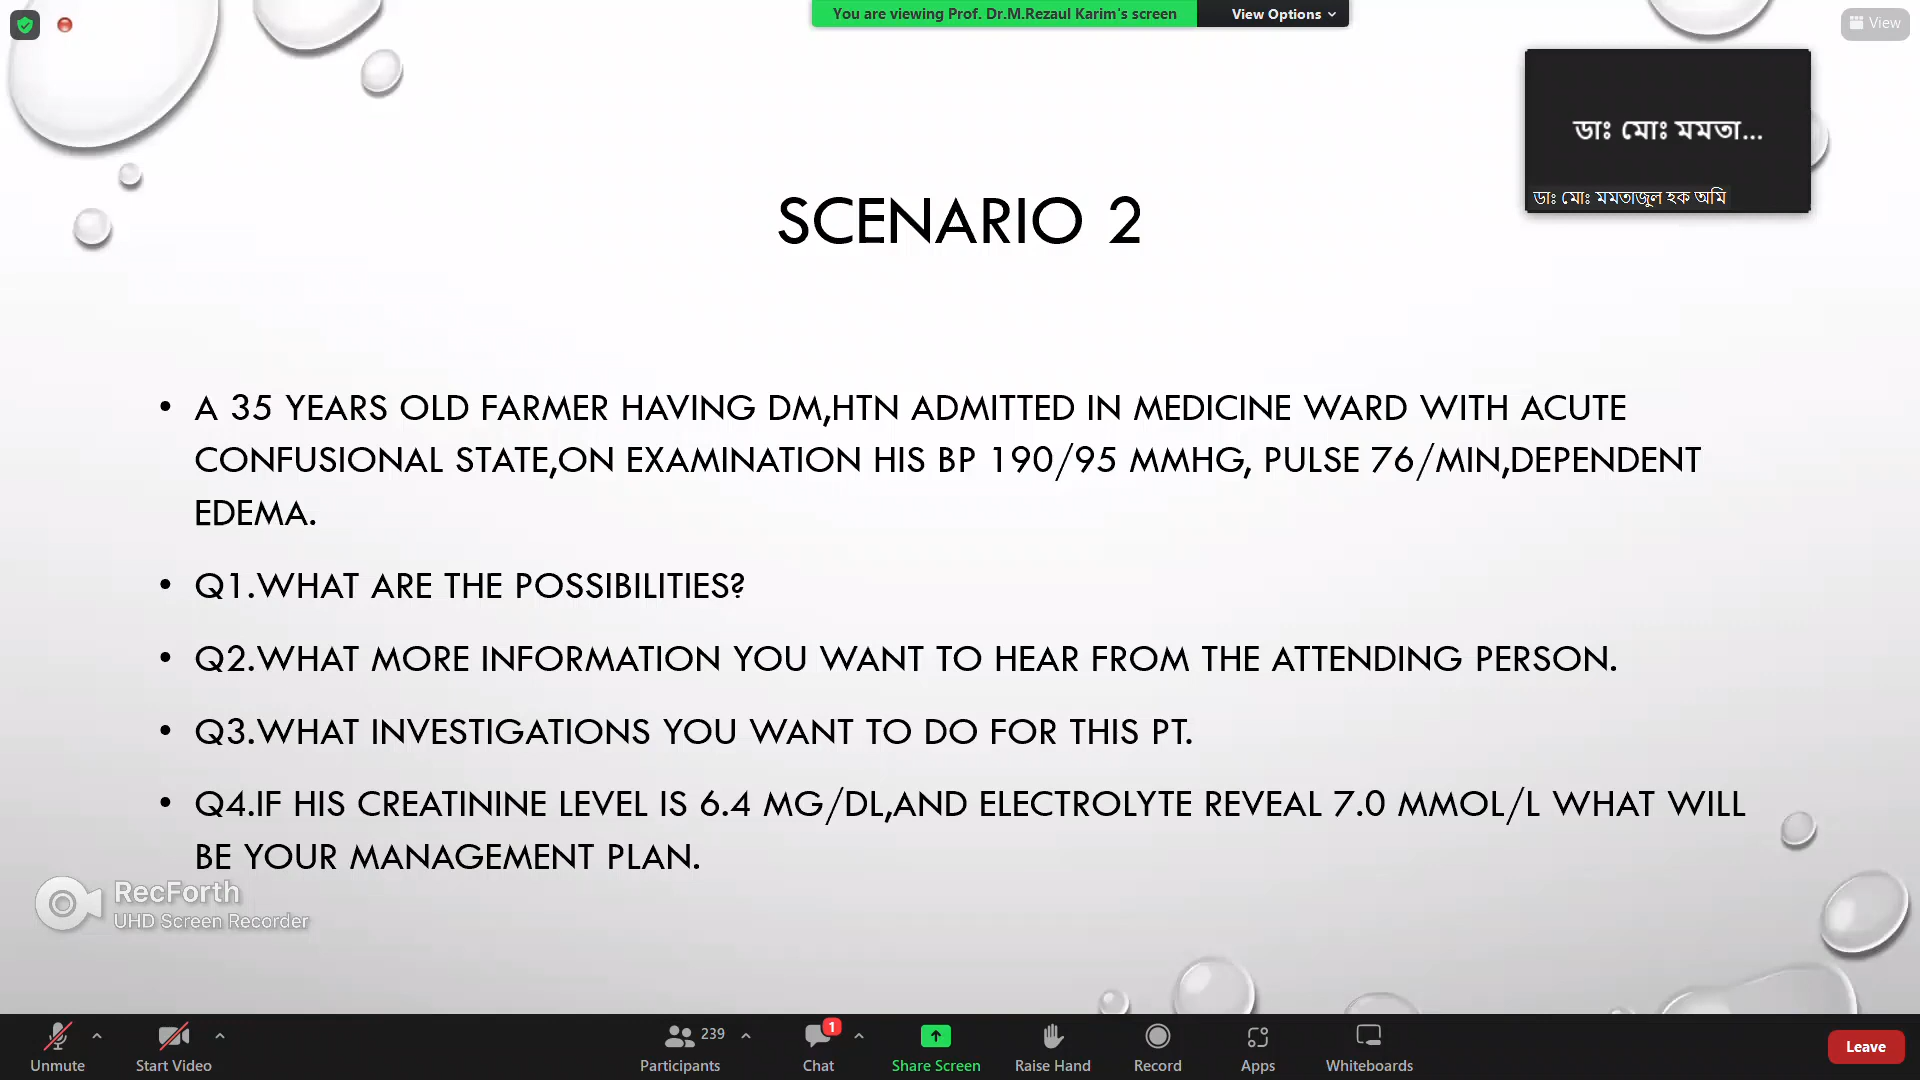 You are viewing Prof. Dr.M.Rezaul Karim's screen
View Options
View
ডাঃ মোঃ মমতা...
ডাঃ মোঃ মমতাজুল হক অমি
SCENARIO 2
• A 35 YEARS OLD FARMER HAVING DM,HTN ADMITTED IN MEDICINE WARD WITH ACUTE
CONFUSIONAL STATE,ON EXAMINATION HIS BP 190/95 MMHG, PULSE 76/MIN,DEPENDENT
EDEMA.
• Q1.WHAT ARE THE POSSIBILITIES?
• Q2.WHAT MORE INFORMATION YOU WANT TO HEAR FROM THE ATTENDING PERSON.
• Q3.WHAT INVESTIGATIONS YOU WANT TO DO FOR THIS PT.
• Q4.IF HIS CREATININE LEVEL IS 6.4 MG/DL,AND ELECTROLYTE REVEAL 7.0 MMOL/L WHAT WILL
BE YOUR MANAGEMENT PLAN.
RecForth
UHD Screen Recorder
239
1
Unmute
Start Video
Participants
Chat
Share Screen
Raise Hand
Record
Apps
Whiteboards
Leave